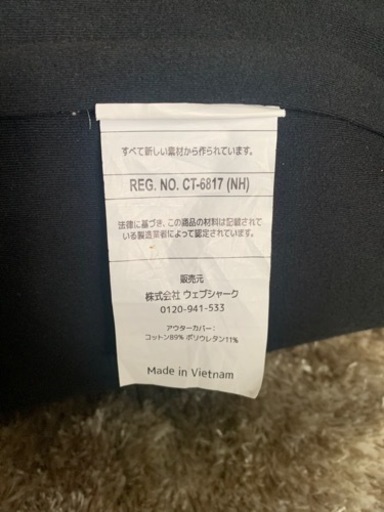 すべて新しい素材から作られています。
REG. NO. CT-6817 (NH)
法律に基づき、この商品の材料は記載されて
いる製造業者によって認定されています。
販売元
株式会社 ウェブシャーク
0120-941-533
アウターカバー：
コットン89% ポリウレタン11%
Made in Vietnam